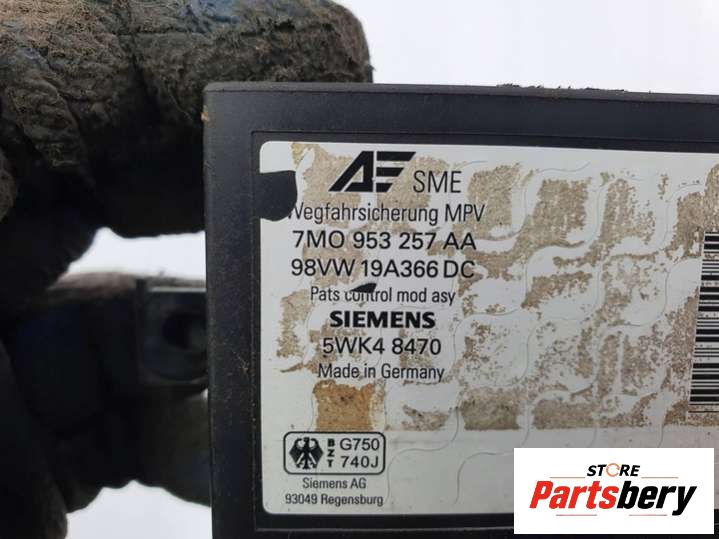 AE SME
Wegfahrsicherung MPV
7M0 953 257 AA
98VW 19A366 DC
Pats control mod asy
SIEMENS
5WK4 8470
Made in Germany
BZT G750 740J
Siemens AG
93049 Regensburg
STORE
Partsbery